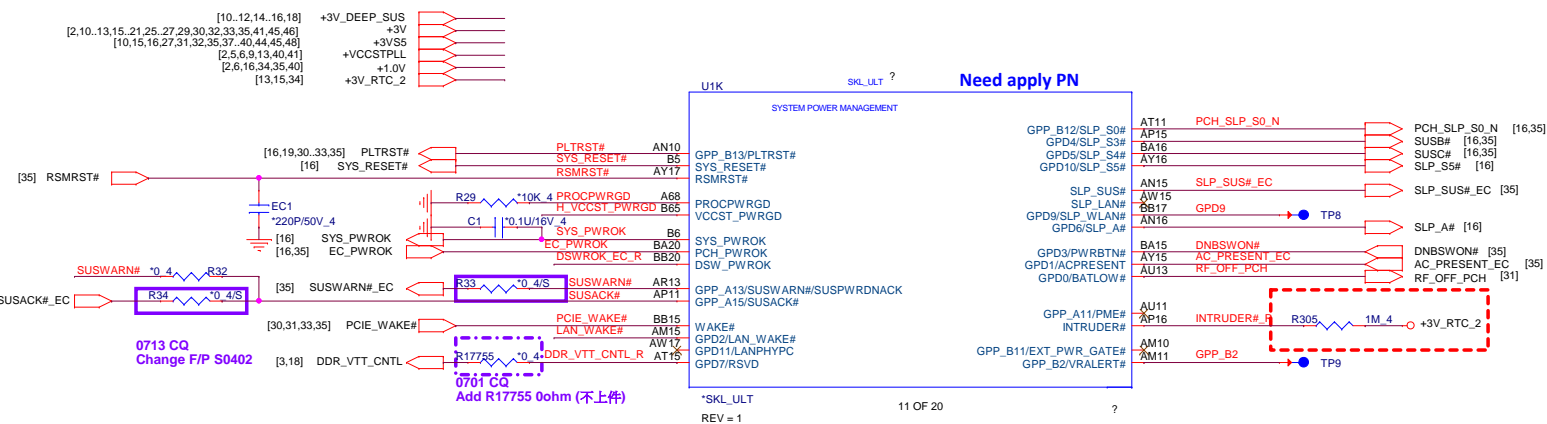 [10..12,14..16,18] +3V_DEEP_SUS
[2,10..13,15..21,25..27,29,30,32,33,35,41,45,46] +3V
[10,15,16,27,31,32,35,37..40,44,45,48] +3VS5
[2,5,6,9,13,40,41] +VCCSTPLL
[2,6,16,34,35,40] +1.0V
[13,15,34] +3V_RTC_2
U1K
SKL_ULT ?
Need apply PN
SYSTEM POWER MANAGEMENT
[16,19,30..33,35] PLTRST# PLTRST# AN10 GPP_B13/PLTRST#
[16] SYS_RESET# SYS_RESET# B5 SYS_RESET#
[35] RSMRST# RSMRST# AY17 RSMRST#
EC1
*220P/50V_4
R29 *10K_4 PROCPWRGD A68 PROCPWRGD
H_VCCST_PWRGD B65 VCCST_PWRGD
C1 *0.1U/16V_4
[16] SYS_PWROK SYS_PWROK B6 SYS_PWROK
[16,35] EC_PWROK EC_PWROK BA20 PCH_PWROK
DSWROK_EC_R BB20 DSW_PWROK
SUSWARN# *0_4 R32
SUSACK#_EC R34 *0_4/S
[35] SUSWARN#_EC R33 *0_4/S SUSWARN# AR13 GPP_A13/SUSWARN#/SUSPWRDNACK
SUSACK# AP11 GPP_A15/SUSACK#
[30,31,33,35] PCIE_WAKE# PCIE_WAKE# BB15 WAKE#
LAN_WAKE# AM15 GPD2/LAN_WAKE#
AW17 GPD11/LANPHYPC
[3,18] DDR_VTT_CNTL R17755 *0_4 DDR_VTT_CNTL_R AT15 GPD7/RSVD
0713 CQ
Change F/P S0402
0701 CQ
Add R17755 0ohm (不上件)
GPP_B12/SLP_S0# AT11 PCH_SLP_S0_N PCH_SLP_S0_N [16,35]
GPD4/SLP_S3# AP15 SUSB# [16,35]
GPD5/SLP_S4# BA16 SUSC# [16,35]
GPD10/SLP_S5# AY16 SLP_S5# [16]
SLP_SUS# AN15 SLP_SUS#_EC SLP_SUS#_EC [35]
SLP_LAN# AW15
GPD9/SLP_WLAN# BB17 GPD9 TP8
GPD6/SLP_A# AN16 SLP_A# [16]
GPD3/PWRBTN# BA15 DNBSWON# DNBSWON# [35]
GPD1/ACPRESENT AY15 AC_PRESENT_EC AC_PRESENT_EC [35]
GPD0/BATLOW# AU13 RF_OFF_PCH RF_OFF_PCH [31]
GPP_A11/PME# AU11
INTRUDER# AP16 INTRUDER#_R R305 1M_4 +3V_RTC_2
GPP_B11/EXT_PWR_GATE# AM10
GPP_B2/VRALERT# AM11 GPP_B2 TP9
*SKL_ULT
REV = 1
11 OF 20
?